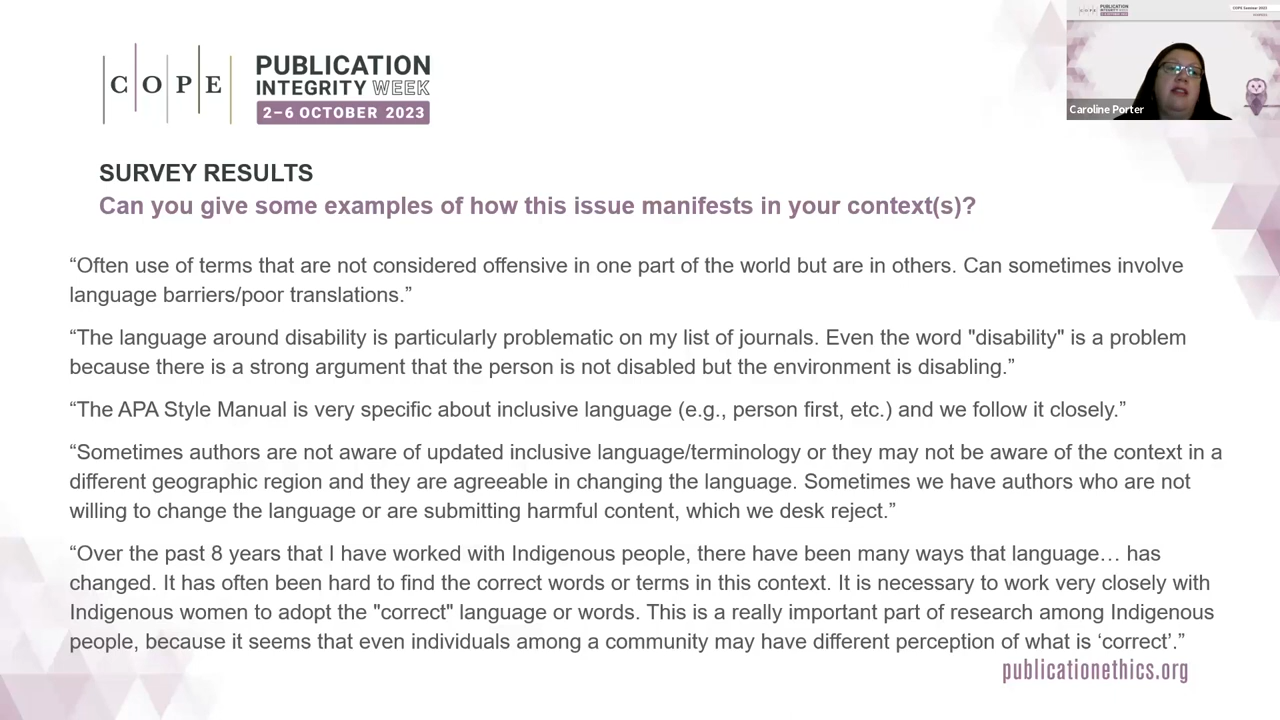 C O P E
PUBLICATION
INTEGRITY WEEK
2–6 OCTOBER 2023
PUBLICATION
Caroline Porter
SURVEY RESULTS
Can you give some examples of how this issue manifests in your context(s)?
“Often use of terms that are not considered offensive in one part of the world but are in others. Can sometimes involve
language barriers/poor translations.”
“The language around disability is particularly problematic on my list of journals. Even the word "disability" is a problem
because there is a strong argument that the person is not disabled but the environment is disabling.”
“The APA Style Manual is very specific about inclusive language (e.g., person first, etc.) and we follow it closely.”
“Sometimes authors are not aware of updated inclusive language/terminology or they may not be aware of the context in a
different geographic region and they are agreeable in changing the language. Sometimes we have authors who are not
willing to change the language or are submitting harmful content, which we desk reject.”
“Over the past 8 years that I have worked with Indigenous people, there have been many ways that language… has
changed. It has often been hard to find the correct words or terms in this context. It is necessary to work very closely with
Indigenous women to adopt the "correct" language or words. This is a really important part of research among Indigenous
people, because it seems that even individuals among a community may have different perception of what is ‘correct’.”
publicationethics.org